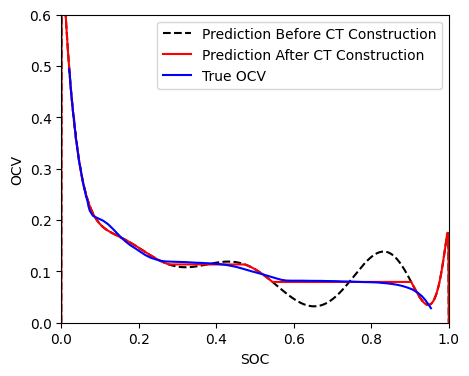 0.6
0.5
0.4
0.3
0.2
0.1
0.0
OCV
0.0 0.2 0.4 0.6 0.8 1.0
SOC
Prediction Before CT Construction
Prediction After CT Construction
True OCV